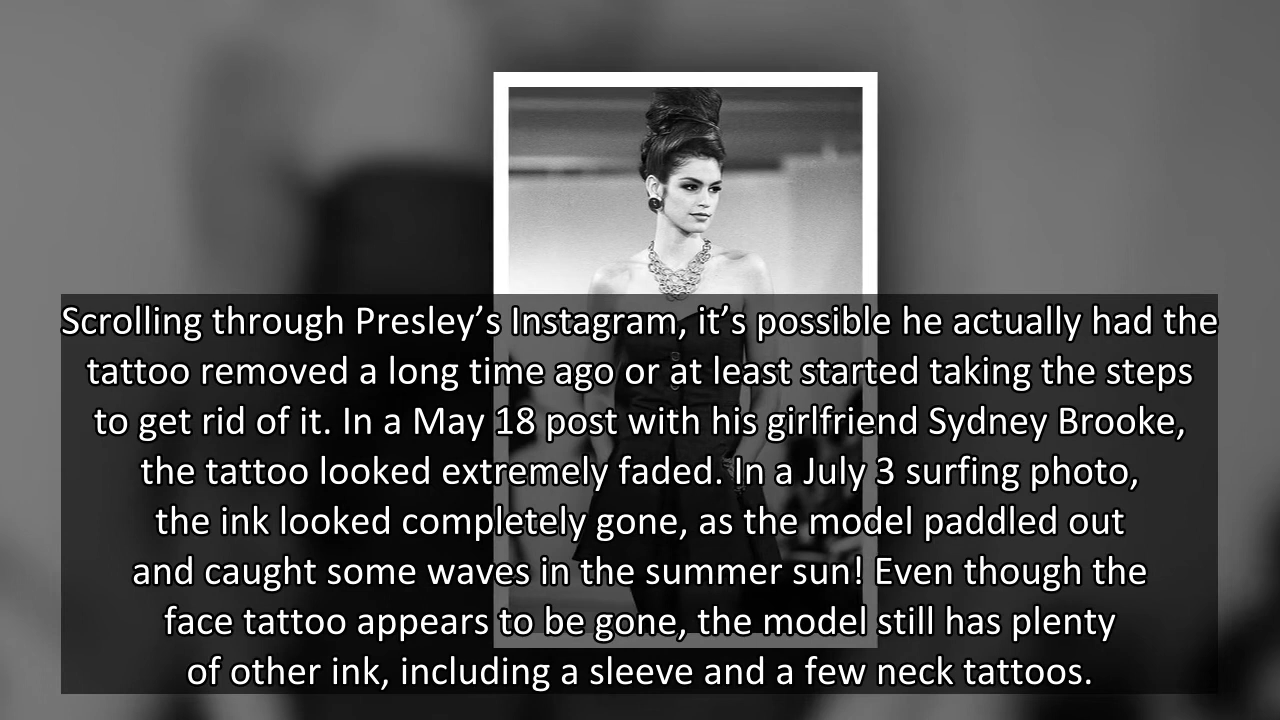 Scrolling through Presley’s Instagram, it’s possible he actually had the
tattoo removed a long time ago or at least started taking the steps
to get rid of it. In a May 18 post with his girlfriend Sydney Brooke,
the tattoo looked extremely faded. In a July 3 surfing photo,
the ink looked completely gone, as the model paddled out
and caught some waves in the summer sun! Even though the
face tattoo appears to be gone, the model still has plenty
of other ink, including a sleeve and a few neck tattoos.